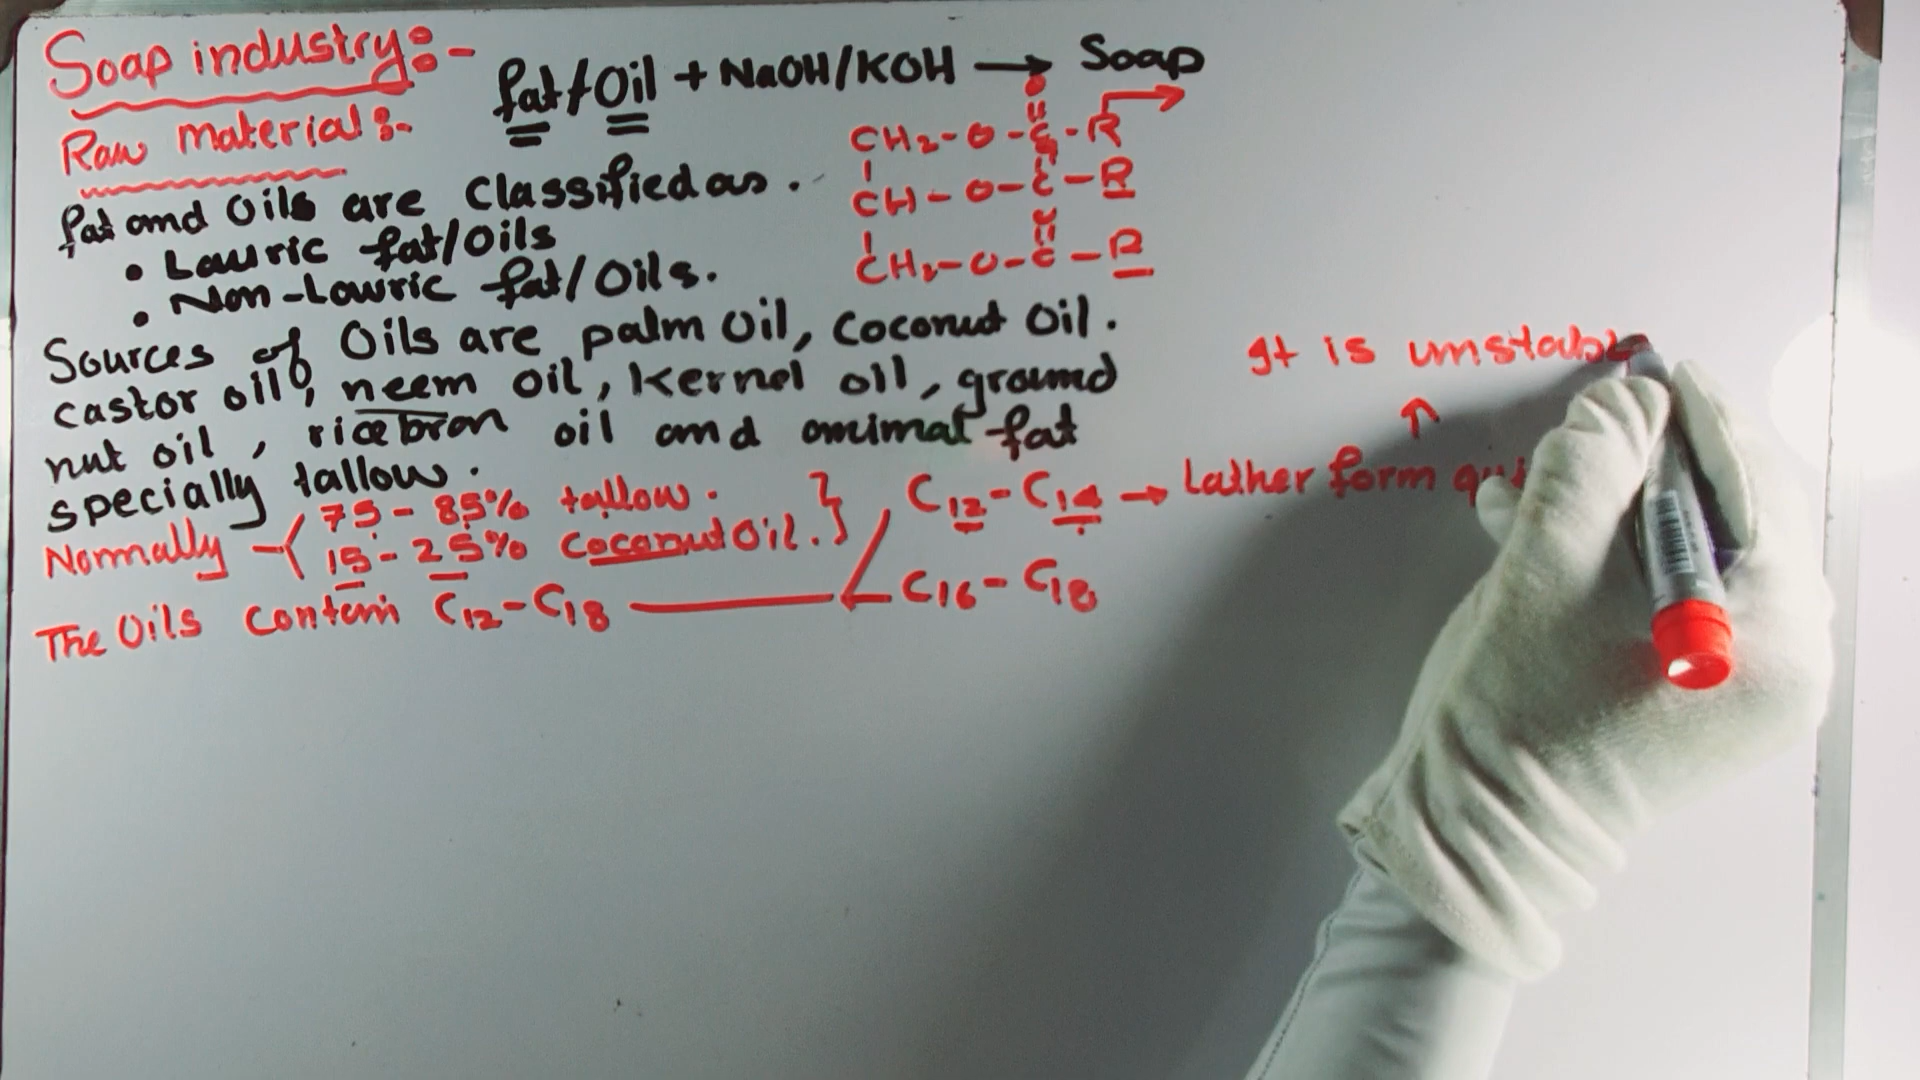 Soap industry:-
fat/Oil + NaOH/KOH → Soap
Raw material:-
O
CH2-O-C-R
fat and Oils are Classified as.
CH-O-C-R
• Lauric fat/Oils
CH2-O-C-R
• Non-Lauric fat/Oils.
Sources of Oils are palm Oil, Coconut Oil.
castor oil, neem oil, Kernel oil, ground
nut oil, rice bran oil and animal fat
specially tallow.
It is unstab
Normally 75-85% tallow.
15-25% Coconut Oil.
C12-C14 → Lather form
The Oils contain C12-C18
C16-C18